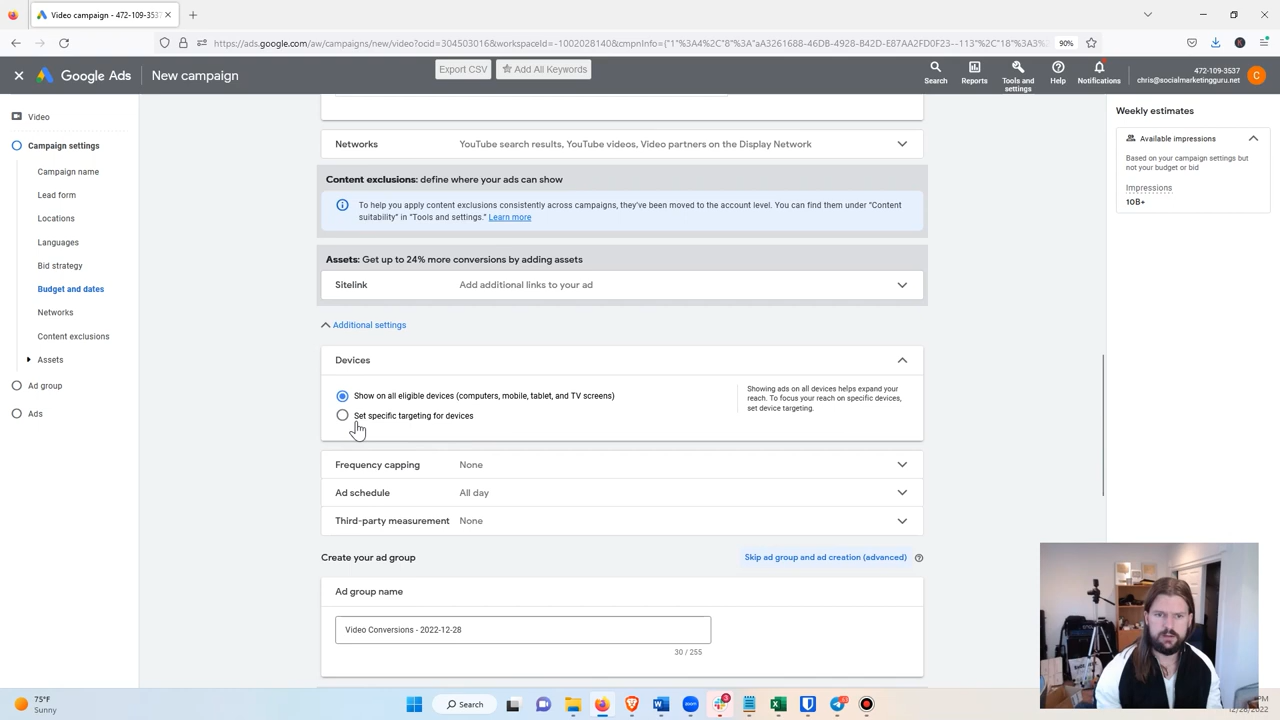 Video campaign - 472-109-3537
https://ads.google.com/aw/campaigns/new/video?ocid=304503016&workspaceId=-1002028140&cmpnInfo=
90%
Google Ads
New campaign
Export CSV
Add All Keywords
Search
Reports
Tools and
settings
Help
Notifications
472-109-3537
chris@socialmarketingguru.net
C
Video
Campaign settings
Campaign name
Lead form
Locations
Languages
Bid strategy
Budget and dates
Networks
Content exclusions
Assets
Ad group
Ads
Networks YouTube search results, YouTube videos, Video partners on the Display Network
Content exclusions: define where your ads can show
To help you apply content exclusions consistently across campaigns, they've been moved to the account level. You can find them under "Content
suitability" in "Tools and settings." Learn more
Assets: Get up to 24% more conversions by adding assets
Sitelink Add additional links to your ad
Additional settings
Devices
Show on all eligible devices (computers, mobile, tablet, and TV screens)
Set specific targeting for devices
Showing ads on all devices helps expand your
reach. To focus your reach on specific devices,
set device targeting.
Frequency capping None
Ad schedule All day
Third-party measurement None
Create your ad group
Skip ad group and ad creation (advanced)
Ad group name
Video Conversions - 2022-12-28
30 / 255
Weekly estimates
Available impressions
Based on your campaign settings but
not your budget or bid
Impressions
10B+
75°F
Sunny
Search
3
PM
12/28/2022